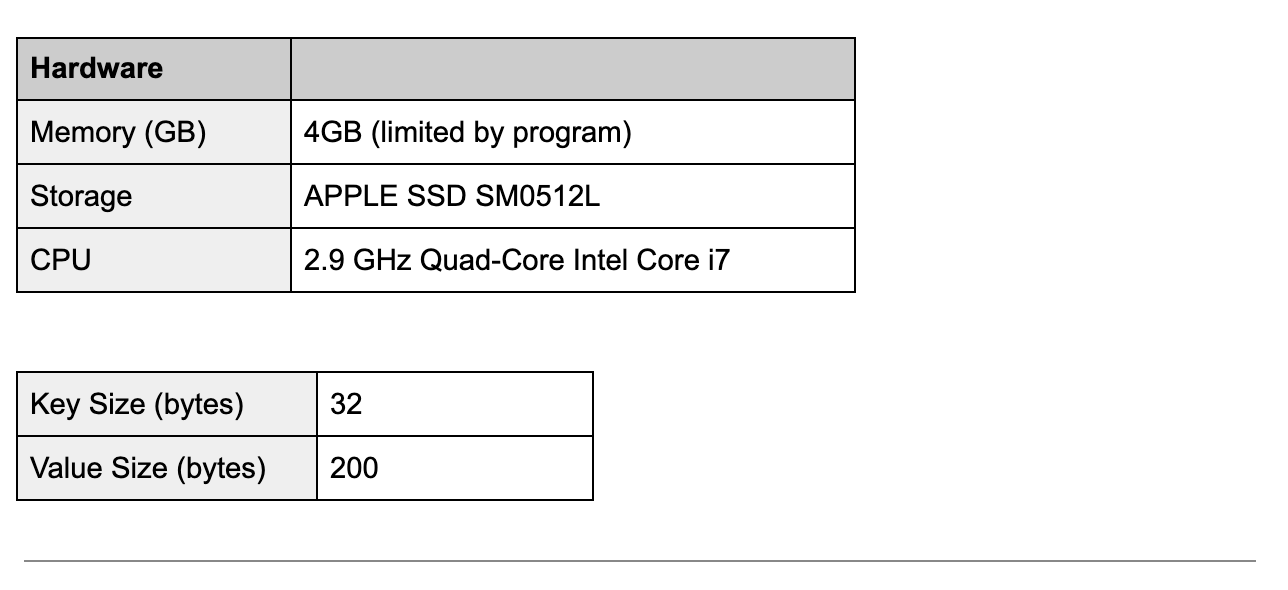 Hardware
Memory (GB) 4GB (limited by program)
Storage APPLE SSD SM0512L
CPU 2.9 GHz Quad-Core Intel Core i7
Key Size (bytes) 32
Value Size (bytes) 200